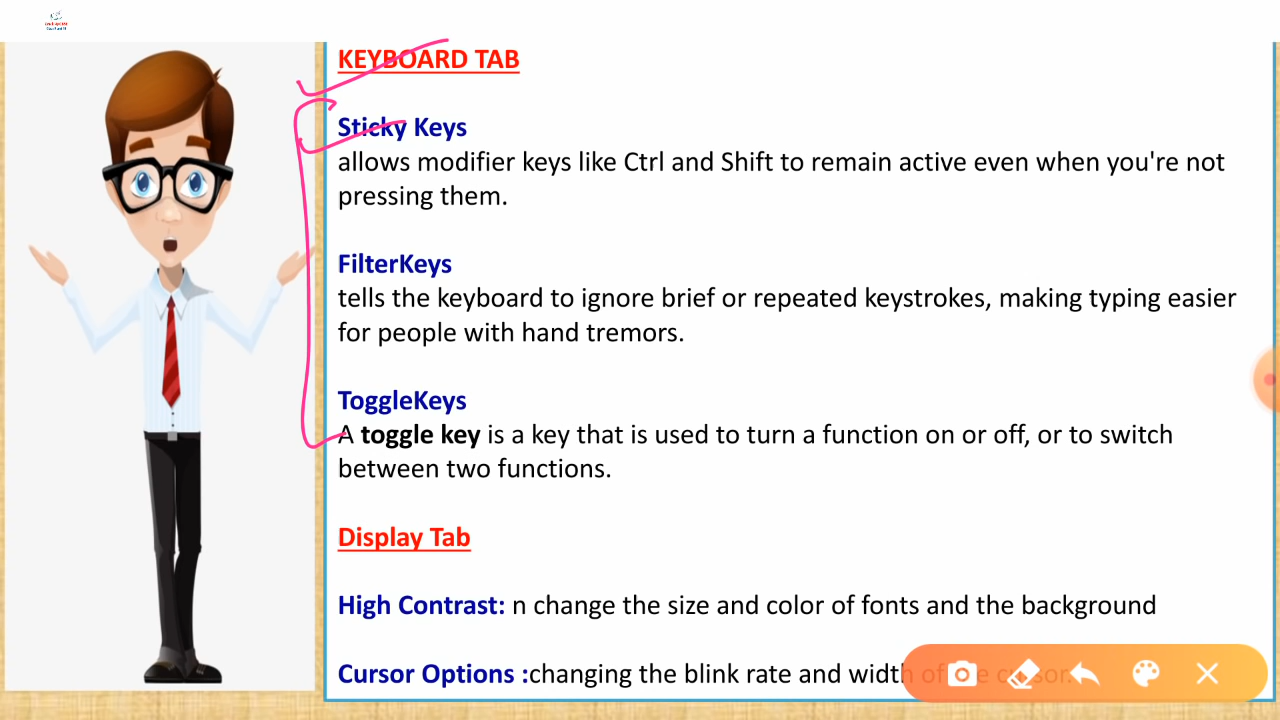 KEYBOARD TAB
Sticky Keys
allows modifier keys like Ctrl and Shift to remain active even when you're not
pressing them.
FilterKeys
tells the keyboard to ignore brief or repeated keystrokes, making typing easier
for people with hand tremors.
ToggleKeys
A toggle key is a key that is used to turn a function on or off, or to switch
between two functions.
Display Tab
High Contrast: n change the size and color of fonts and the background
Cursor Options :changing the blink rate and width of the cursor.